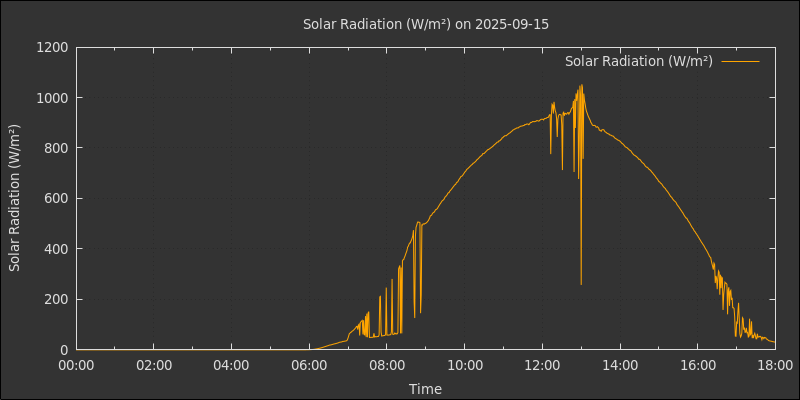 Solar Radiation (W/m²) on 2025-09-15
Solar Radiation (W/m²)
1200
1000
800
600
400
200
0
Solar Radiation (W/m²)
00:00 02:00 04:00 06:00 08:00 10:00 12:00 14:00 16:00 18:00
Time